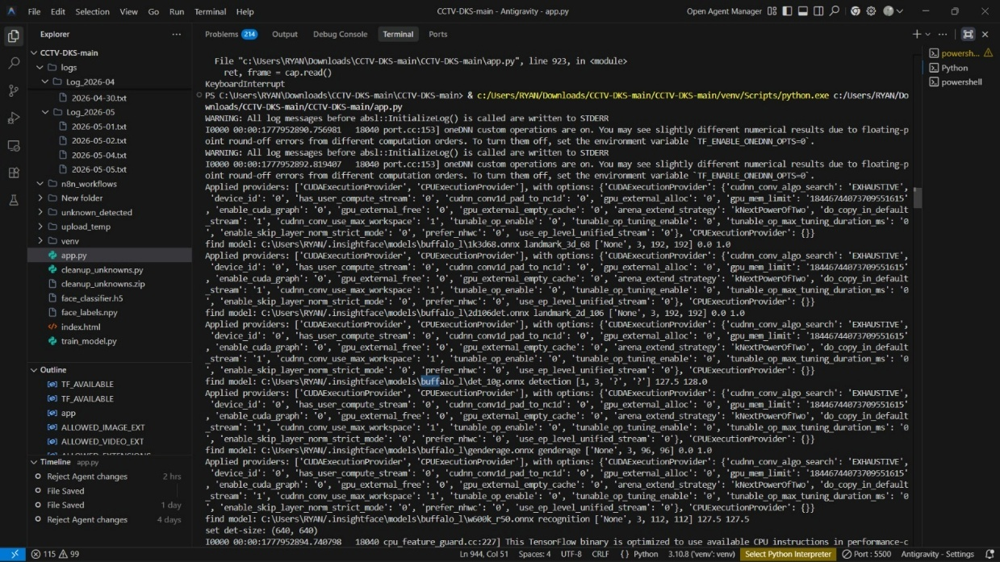 File Edit Selection View Go Run Terminal Help
CCTV-DKS-main - Antigravity - app.py
Open Agent Manager
Explorer
Problems 214 Output Debug Console Terminal Ports
CCTV-DKS-main
logs
Log_2026-04
2026-04-30.txt
Log_2026-05
2026-05-01.txt
2026-05-02.txt
2026-05-04.txt
2026-05-05.txt
n8n_workflows
New folder
unknown_detected
upload_temp
venv
app.py
cleanup_unknowns.py
cleanup_unknowns.zip
face_classifier.h5
face_labels.npy
index.html
train_model.py
Outline
TF_AVAILABLE
TF_AVAILABLE
app
ALLOWED_IMAGE_EXT
ALLOWED_VIDEO_EXT
Timeline app.py
Reject Agent changes 2 hrs
File Saved
File Saved 1 day
Reject Agent changes 4 days
File "c:\Users\RYAN\Downloads\CCTV-DKS-main\CCTV-DKS-main\app.py", line 923, in <module>
ret, frame = cap.read()
KeyboardInterrupt
PS C:\Users\RYAN\Downloads\CCTV-DKS-main\CCTV-DKS-main> & c:/Users/RYAN/Downloads/CCTV-DKS-main/CCTV-DKS-main/venv/Scripts/python.exe c:/Users/RYAN/Do
wnloads/CCTV-DKS-main/CCTV-DKS-main/app.py
WARNING: All log messages before absl::InitializeLog() is called are written to STDERR
I0000 00:00:1777952890.756981   18040 port.cc:153] oneDNN custom operations are on. You may see slightly different numerical results due to floating-p
oint round-off errors from different computation orders. To turn them off, set the environment variable `TF_ENABLE_ONEDNN_OPTS=0`.
WARNING: All log messages before absl::InitializeLog() is called are written to STDERR
I0000 00:00:1777952892.819407   18040 port.cc:153] oneDNN custom operations are on. You may see slightly different numerical results due to floating-p
oint round-off errors from different computation orders. To turn them off, set the environment variable `TF_ENABLE_ONEDNN_OPTS=0`.
Applied providers: ['CUDAExecutionProvider', 'CPUExecutionProvider'], with options: {'CUDAExecutionProvider': {'cudnn_conv_algo_search': 'EXHAUSTIVE',
'device_id': '0', 'has_user_compute_stream': '0', 'cudnn_conv1d_pad_to_nc1d': '0', 'gpu_external_alloc': '0', 'gpu_mem_limit': '18446744073709551615'
, 'enable_cuda_graph': '0', 'gpu_external_free': '0', 'gpu_external_empty_cache': '0', 'arena_extend_strategy': 'kNextPowerOfTwo', 'do_copy_in_default
_stream': '1', 'cudnn_conv_use_max_workspace': '1', 'tunable_op_enable': '0', 'tunable_op_tuning_enable': '0', 'tunable_op_max_tuning_duration_ms': '0
', 'enable_skip_layer_norm_strict_mode': '0', 'prefer_nhwc': '0', 'use_ep_level_unified_stream': '0'}, 'CPUExecutionProvider': {}}
find model: C:\Users\RYAN/.insightface\models\buffalo_l\1k3d68.onnx landmark_3d_68 ['None', 3, 192, 192] 0.0 1.0
Applied providers: ['CUDAExecutionProvider', 'CPUExecutionProvider'], with options: {'CUDAExecutionProvider': {'cudnn_conv_algo_search': 'EXHAUSTIVE',
'device_id': '0', 'has_user_compute_stream': '0', 'cudnn_conv1d_pad_to_nc1d': '0', 'gpu_external_alloc': '0', 'gpu_mem_limit': '18446744073709551615'
, 'enable_cuda_graph': '0', 'gpu_external_free': '0', 'gpu_external_empty_cache': '0', 'arena_extend_strategy': 'kNextPowerOfTwo', 'do_copy_in_default
_stream': '1', 'cudnn_conv_use_max_workspace': '1', 'tunable_op_enable': '0', 'tunable_op_tuning_enable': '0', 'tunable_op_max_tuning_duration_ms': '0
', 'enable_skip_layer_norm_strict_mode': '0', 'prefer_nhwc': '0', 'use_ep_level_unified_stream': '0'}, 'CPUExecutionProvider': {}}
find model: C:\Users\RYAN/.insightface\models\buffalo_l\2d106det.onnx landmark_2d_106 ['None', 3, 192, 192] 0.0 1.0
Applied providers: ['CUDAExecutionProvider', 'CPUExecutionProvider'], with options: {'CUDAExecutionProvider': {'cudnn_conv_algo_search': 'EXHAUSTIVE',
'device_id': '0', 'has_user_compute_stream': '0', 'cudnn_conv1d_pad_to_nc1d': '0', 'gpu_external_alloc': '0', 'gpu_mem_limit': '18446744073709551615'
, 'enable_cuda_graph': '0', 'gpu_external_free': '0', 'gpu_external_empty_cache': '0', 'arena_extend_strategy': 'kNextPowerOfTwo', 'do_copy_in_default
_stream': '1', 'cudnn_conv_use_max_workspace': '1', 'tunable_op_enable': '0', 'tunable_op_tuning_enable': '0', 'tunable_op_max_tuning_duration_ms': '0
', 'enable_skip_layer_norm_strict_mode': '0', 'prefer_nhwc': '0', 'use_ep_level_unified_stream': '0'}, 'CPUExecutionProvider': {}}
find model: C:\Users\RYAN/.insightface\models\buffalo_l\det_10g.onnx detection [1, 3, '?', '?'] 127.5 128.0
Applied providers: ['CUDAExecutionProvider', 'CPUExecutionProvider'], with options: {'CUDAExecutionProvider': {'cudnn_conv_algo_search': 'EXHAUSTIVE',
'device_id': '0', 'has_user_compute_stream': '0', 'cudnn_conv1d_pad_to_nc1d': '0', 'gpu_external_alloc': '0', 'gpu_mem_limit': '18446744073709551615'
, 'enable_cuda_graph': '0', 'gpu_external_free': '0', 'gpu_external_empty_cache': '0', 'arena_extend_strategy': 'kNextPowerOfTwo', 'do_copy_in_default
_stream': '1', 'cudnn_conv_use_max_workspace': '1', 'tunable_op_enable': '0', 'tunable_op_tuning_enable': '0', 'tunable_op_max_tuning_duration_ms': '0
', 'enable_skip_layer_norm_strict_mode': '0', 'prefer_nhwc': '0', 'use_ep_level_unified_stream': '0'}, 'CPUExecutionProvider': {}}
find model: C:\Users\RYAN/.insightface\models\buffalo_l\genderage.onnx genderage ['None', 3, 96, 96] 0.0 1.0
Applied providers: ['CUDAExecutionProvider', 'CPUExecutionProvider'], with options: {'CUDAExecutionProvider': {'cudnn_conv_algo_search': 'EXHAUSTIVE',
'device_id': '0', 'has_user_compute_stream': '0', 'cudnn_conv1d_pad_to_nc1d': '0', 'gpu_external_alloc': '0', 'gpu_mem_limit': '18446744073709551615'
, 'enable_cuda_graph': '0', 'gpu_external_free': '0', 'gpu_external_empty_cache': '0', 'arena_extend_strategy': 'kNextPowerOfTwo', 'do_copy_in_default
_stream': '1', 'cudnn_conv_use_max_workspace': '1', 'tunable_op_enable': '0', 'tunable_op_tuning_enable': '0', 'tunable_op_max_tuning_duration_ms': '0
', 'enable_skip_layer_norm_strict_mode': '0', 'prefer_nhwc': '0', 'use_ep_level_unified_stream': '0'}, 'CPUExecutionProvider': {}}
find model: C:\Users\RYAN/.insightface\models\buffalo_l\w600k_r50.onnx recognition ['None', 3, 112, 112] 127.5 127.5
set det-size: (640, 640)
I0000 00:00:1777952894.740798   18040 cpu_feature_guard.cc:227] This TensorFlow binary is optimized to use available CPU instructions in performance-c
powersh...
Python
powershell
115 99
Ln 944, Col 51 Spaces: 4 UTF-8 CRLF {} Python 3.10.8 ('venv': venv) Select Python Interpreter Port : 5500 Antigravity - Settings